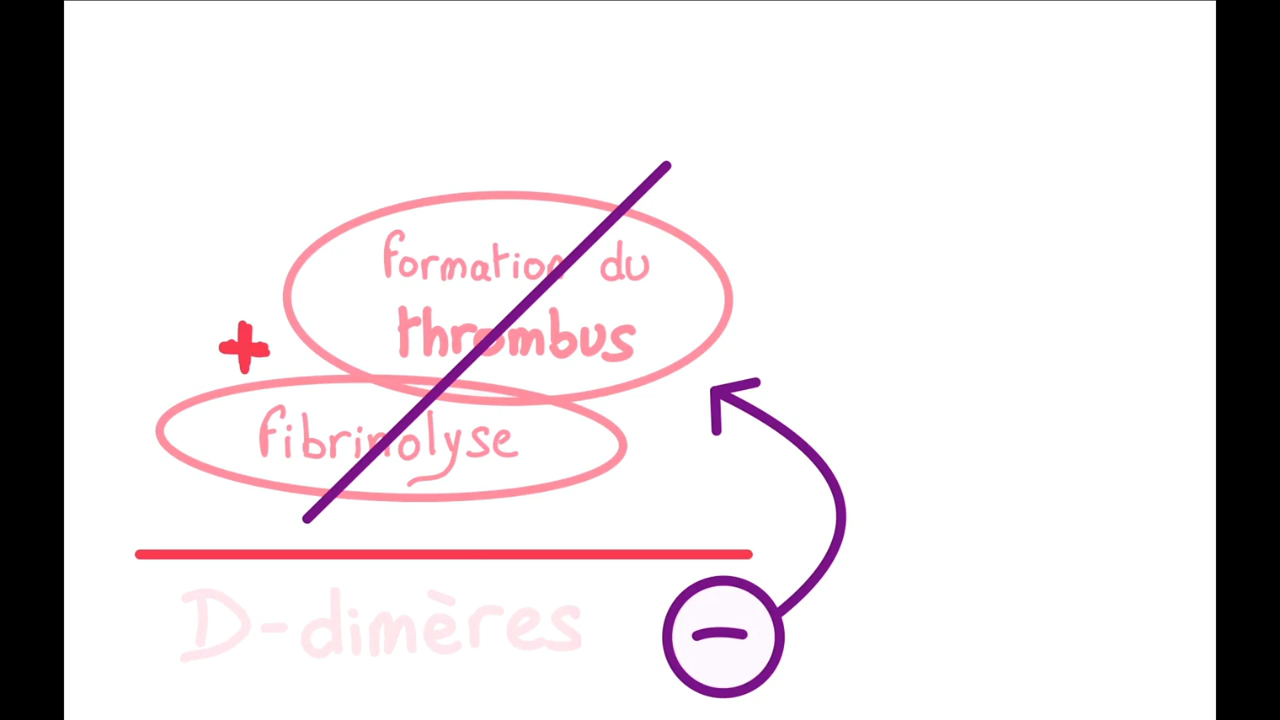 formation du
thrombus
+
fibrinolyse
D-dimères
−